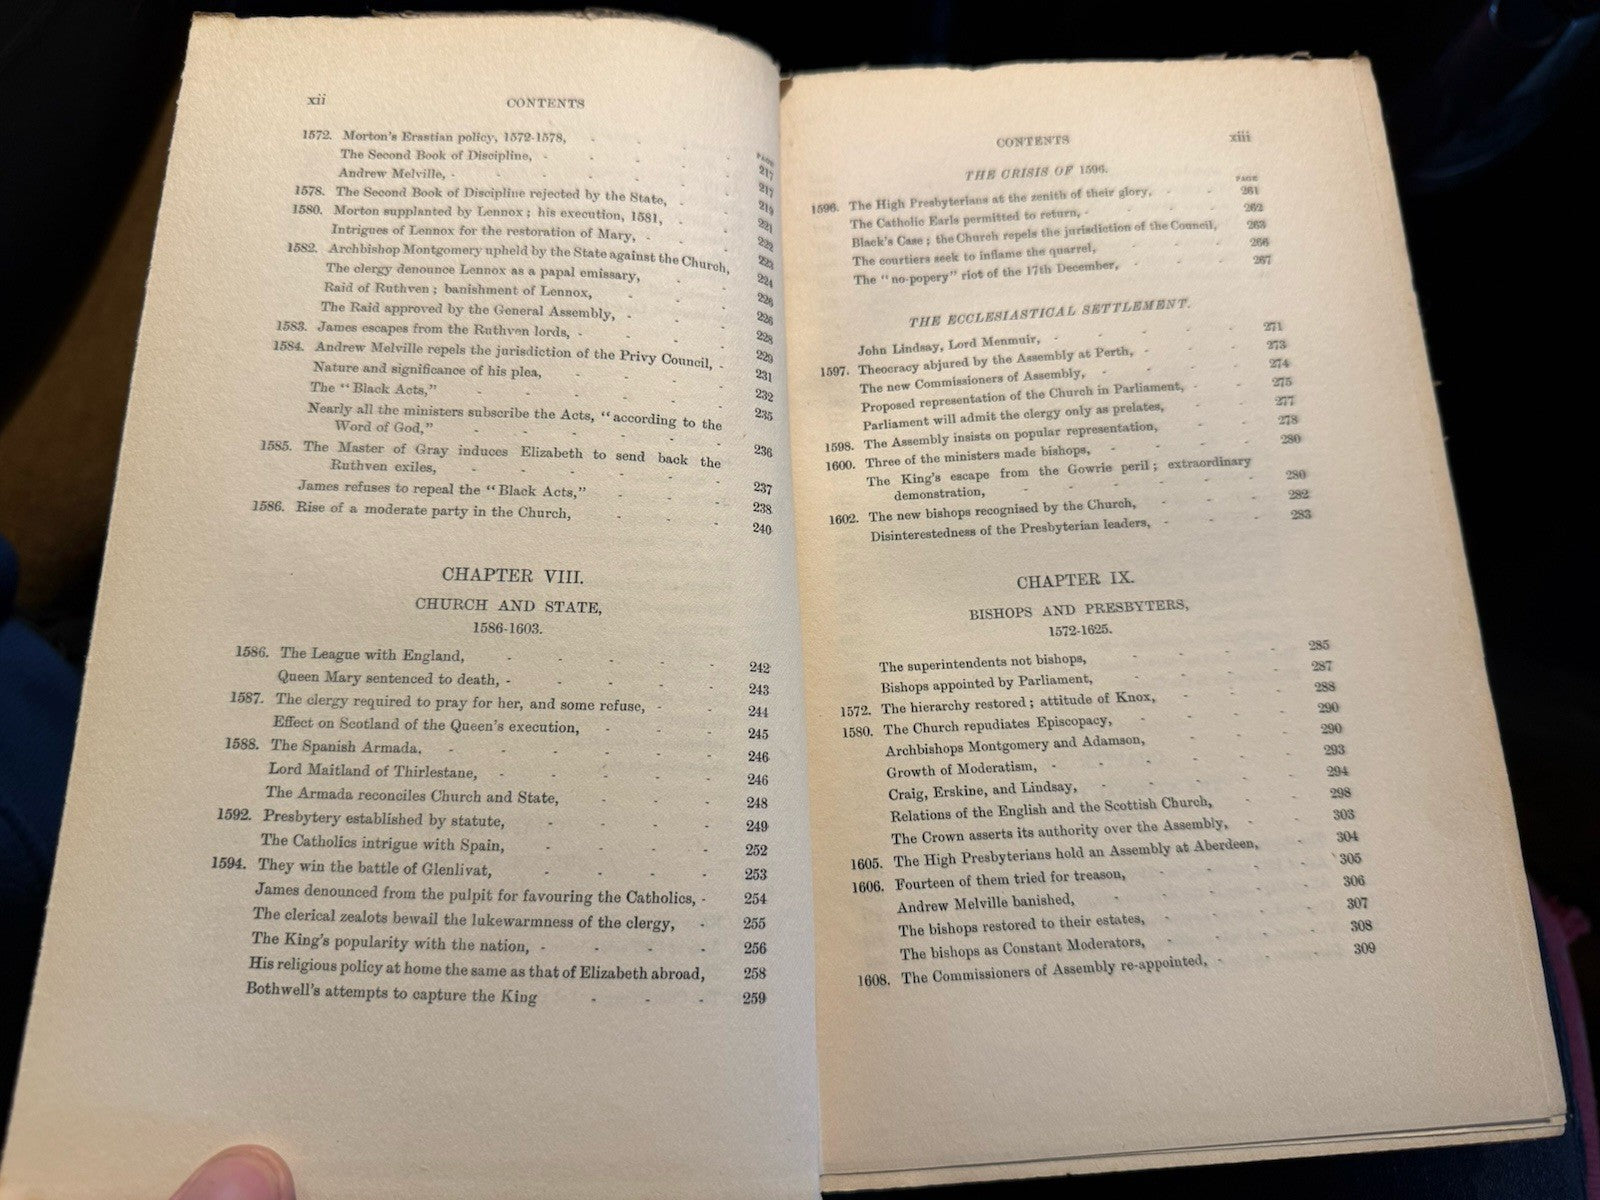 xii CONTENTS
PAGE
1572. Morton's Erastian policy, 1572-1578, - - - - 217
The Second Book of Discipline, - - - - 217
Andrew Melville, - - - - - - 219
1578. The Second Book of Discipline rejected by the State, - 221
1580. Morton supplanted by Lennox; his execution, 1581, - - 222
Intrigues of Lennox for the restoration of Mary, - - 223
1582. Archbishop Montgomery upheld by the State against the Church, 224
The clergy denounce Lennox as a papal emissary, - - 226
Raid of Ruthven; banishment of Lennox, - - - 226
The Raid approved by the General Assembly, - - - 228
1583. James escapes from the Ruthven lords, - - - - 229
1584. Andrew Melville repels the jurisdiction of the Privy Council, - 231
Nature and significance of his plea, - - - - 232
The "Black Acts," - - - - - - 235
Nearly all the ministers subscribe the Acts, "according to the
Word of God," - - - - - - 236
1585. The Master of Gray induces Elizabeth to send back the
Ruthven exiles, - - - - - - 237
James refuses to repeal the "Black Acts," - - - 238
1586. Rise of a moderate party in the Church, - - - 240
CHAPTER VIII.
CHURCH AND STATE,
1586-1603.
1586. The League with England, - - - - - 242
Queen Mary sentenced to death, - - - - - 243
1587. The clergy required to pray for her, and some refuse, - - 244
Effect on Scotland of the Queen's execution, - - - 245
1588. The Spanish Armada, - - - - - - 246
Lord Maitland of Thirlestane, - - - - - 246
The Armada reconciles Church and State, - - - 248
1592. Presbytery established by statute, - - - - 249
The Catholics intrigue with Spain, - - - - 252
1594. They win the battle of Glenlivat, - - - - 253
James denounced from the pulpit for favouring the Catholics, - 254
The clerical zealots bewail the lukewarmness of the clergy, - 255
The King's popularity with the nation, - - - - 256
His religious policy at home the same as that of Elizabeth abroad, 258
Bothwell's attempts to capture the King - - - 259
CONTENTS xiii
THE CRISIS OF 1596.
PAGE
1596. The High Presbyterians at the zenith of their glory, - - 261
The Catholic Earls permitted to return, - - - - 262
Black's Case; the Church repels the jurisdiction of the Council, 263
The courtiers seek to inflame the quarrel, - - - 266
The "no-popery" riot of the 17th December, - - - 267
THE ECCLESIASTICAL SETTLEMENT.
John Lindsay, Lord Menmuir, - - - - - 271
1597. Theocracy abjured by the Assembly at Perth, - - - 273
The new Commissioners of Assembly, - - - - 274
Proposed representation of the Church in Parliament, - - 275
Parliament will admit the clergy only as prelates, - - 277
1598. The Assembly insists on popular representation, - - 278
1600. Three of the ministers made bishops, - - - - 280
The King's escape from the Gowrie peril; extraordinary
demonstration, - - - - - - 280
1602. The new bishops recognised by the Church, - - - 282
Disinterestedness of the Presbyterian leaders, - - - 283
CHAPTER IX.
BISHOPS AND PRESBYTERS,
1572-1625.
The superintendents not bishops, - - - - 285
Bishops appointed by Parliament, - - - - 287
1572. The hierarchy restored; attitude of Knox, - - - 288
1580. The Church repudiates Episcopacy, - - - - 290
Archbishops Montgomery and Adamson, - - - 290
Growth of Moderatism, - - - - - - 293
Craig, Erskine, and Lindsay, - - - - - 294
Relations of the English and the Scottish Church, - - 298
The Crown asserts its authority over the Assembly, - - 303
1605. The High Presbyterians hold an Assembly at Aberdeen, - 304
1606. Fourteen of them tried for treason, - - - - 305
Andrew Melville banished, - - - - - 306
The bishops restored to their estates, - - - - 307
The bishops as Constant Moderators, - - - - 308
1608. The Commissioners of Assembly re-appointed, - - - 309